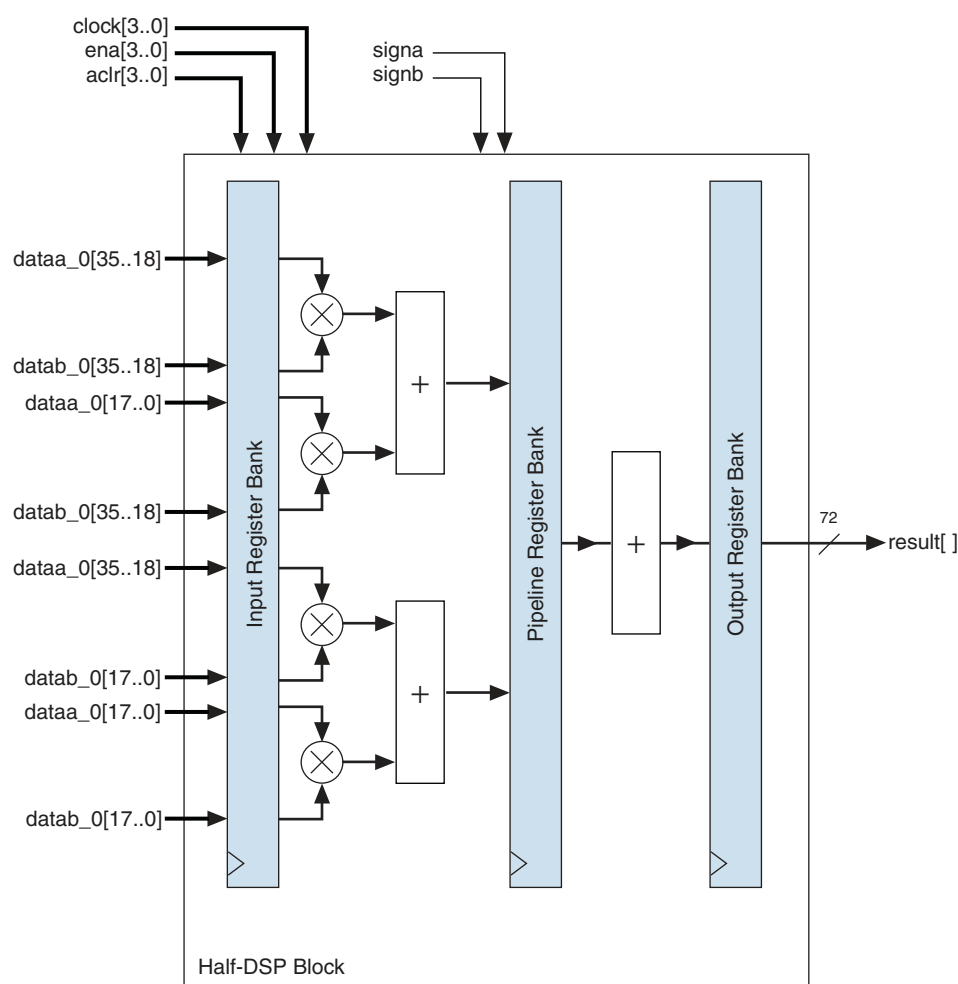 clock[3..0]
ena[3..0]
aclr[3..0]
signa
signb
dataa_0[35..18]
datab_0[35..18]
dataa_0[17..0]
datab_0[35..18]
dataa_0[35..18]
datab_0[17..0]
dataa_0[17..0]
datab_0[17..0]
Input Register Bank
+
+
Pipeline Register Bank
+
Output Register Bank
72
result[ ]
Half-DSP Block